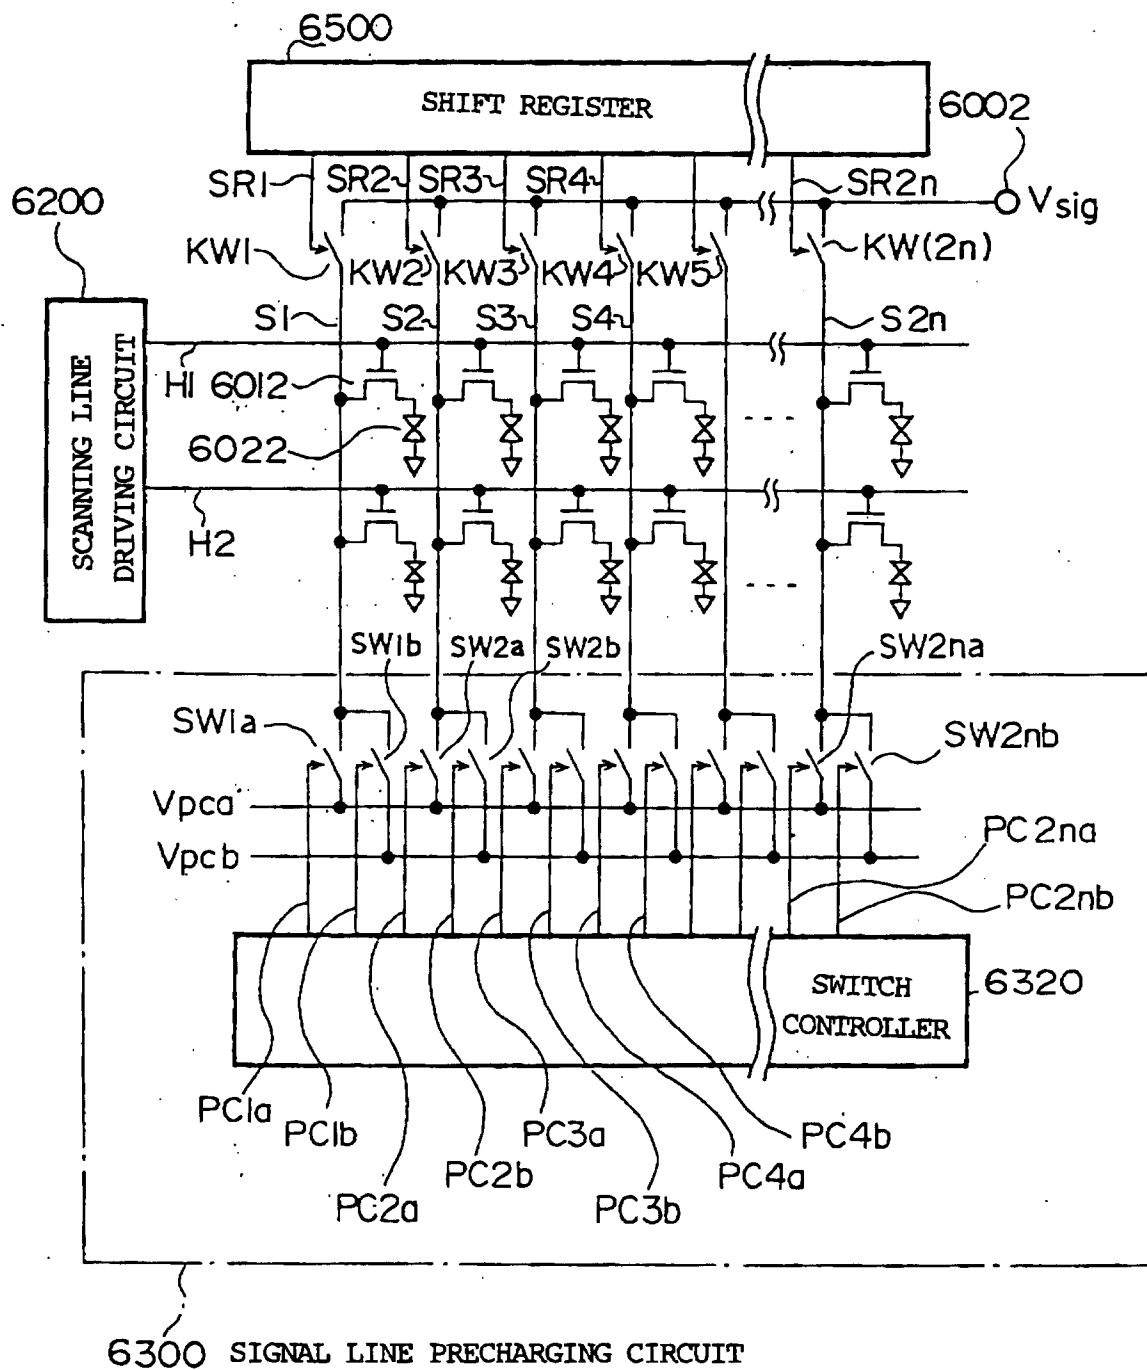 6500
SHIFT REGISTER
6002
SR1 SR2 SR3 SR4 SR2n
Vsig
6200
KW1 KW2 KW3 KW4 KW5 KW(2n)
S1 S2 S3 S4 S2n
SCANNING LINE
DRIVING CIRCUIT
H1 6012
6022
H2
SW1b SW2a SW2b SW2na
SW1a SW2nb
Vpca
Vpcb
PC2na
PC2nb
SWITCH
CONTROLLER
6320
PC1a PC1b PC3a PC4b
PC2a PC2b PC3b PC4a
6300 SIGNAL LINE PRECHARGING CIRCUIT